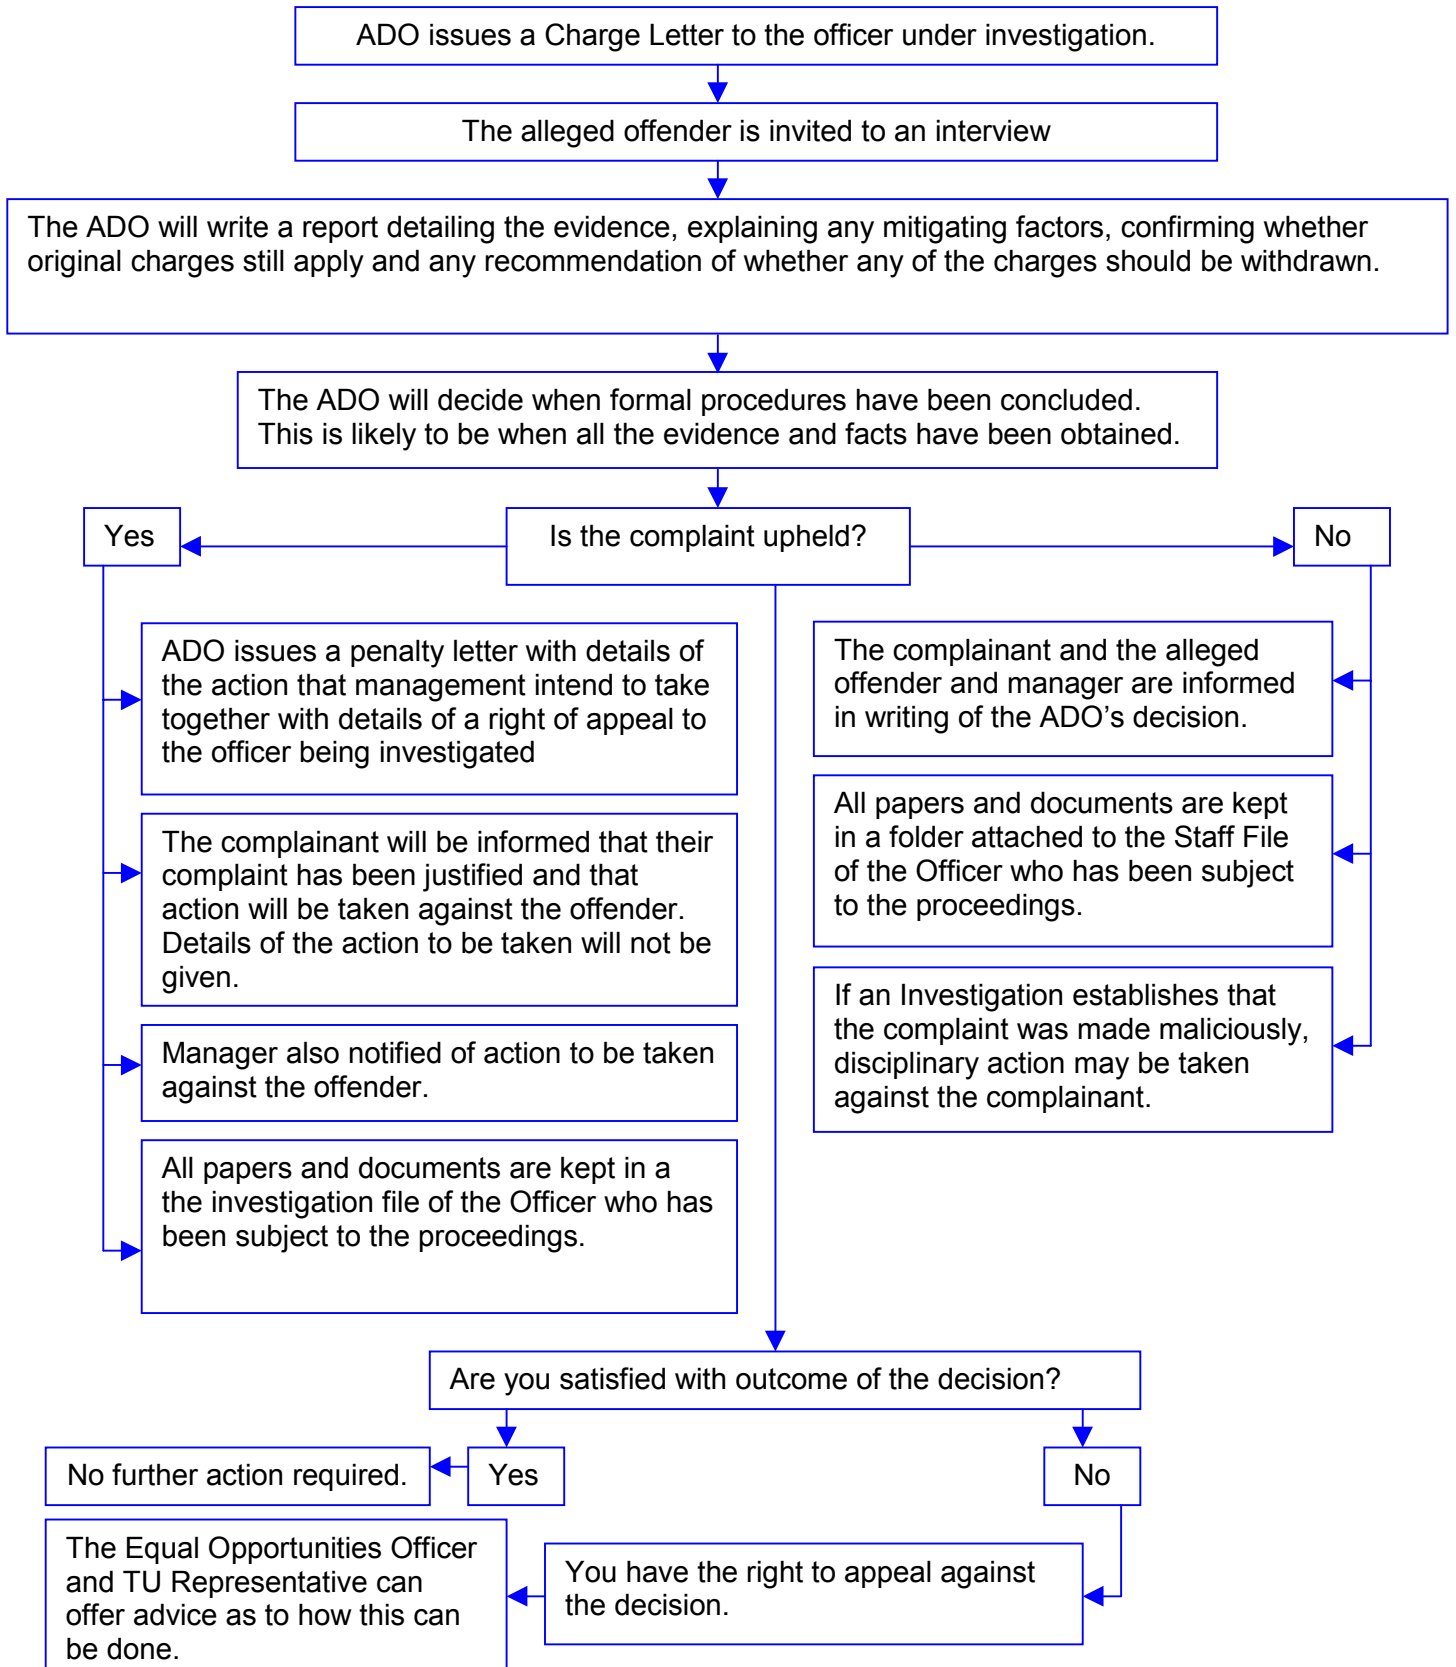 ADO issues a Charge Letter to the officer under investigation.
The alleged offender is invited to an interview
The ADO will write a report detailing the evidence, explaining any mitigating factors, confirming whether
original charges still apply and any recommendation of whether any of the charges should be withdrawn.
The ADO will decide when formal procedures have been concluded.
This is likely to be when all the evidence and facts have been obtained.
Is the complaint upheld?
Yes
ADO issues a penalty letter with details of
the action that management intend to take
together with details of a right of appeal to
the officer being investigated
The complainant will be informed that their
complaint has been justified and that
action will be taken against the offender.
Details of the action to be taken will not be
given.
Manager also notified of action to be taken
against the offender.
All papers and documents are kept in a
the investigation file of the Officer who has
been subject to the proceedings.
No
The complainant and the alleged
offender and manager are informed
in writing of the ADO’s decision.
All papers and documents are kept
in a folder attached to the Staff File
of the Officer who has been subject
to the proceedings.
If an Investigation establishes that
the complaint was made maliciously,
disciplinary action may be taken
against the complainant.
Are you satisfied with outcome of the decision?
Yes
No further action required.
No
You have the right to appeal against
the decision.
The Equal Opportunities Officer
and TU Representative can
offer advice as to how this can
be done.